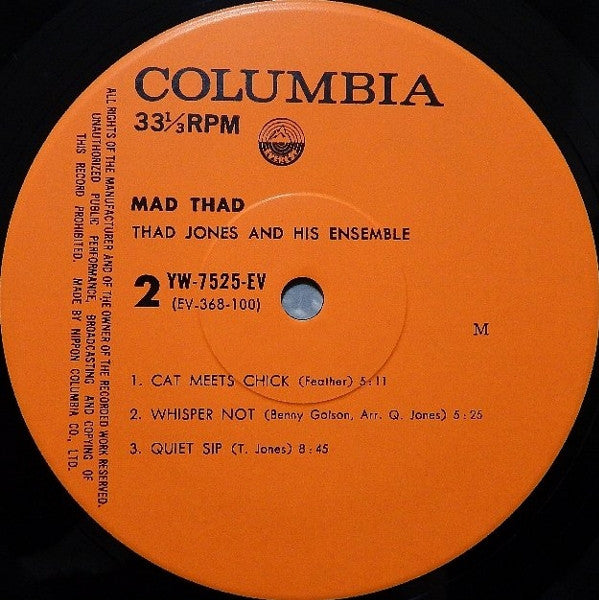 COLUMBIA
33⅓RPM
EVEREST
MAD THAD
THAD JONES AND HIS ENSEMBLE
2 YW-7525-EV
(EV-368-100)
M
1. CAT MEETS CHICK (Feather) 5:11
2. WHISPER NOT (Benny Golson, Arr. Q. Jones) 5:25
3. QUIET SIP (T. Jones) 8:45
ALL RIGHTS OF THE MANUFACTURER AND OF THE OWNER OF THE RECORDED WORK RESERVED.
UNAUTHORIZED PUBLIC PERFORMANCE, BROADCASTING AND COPYING OF
THIS RECORD PROHIBITED. MADE BY NIPPON COLUMBIA CO., LTD.